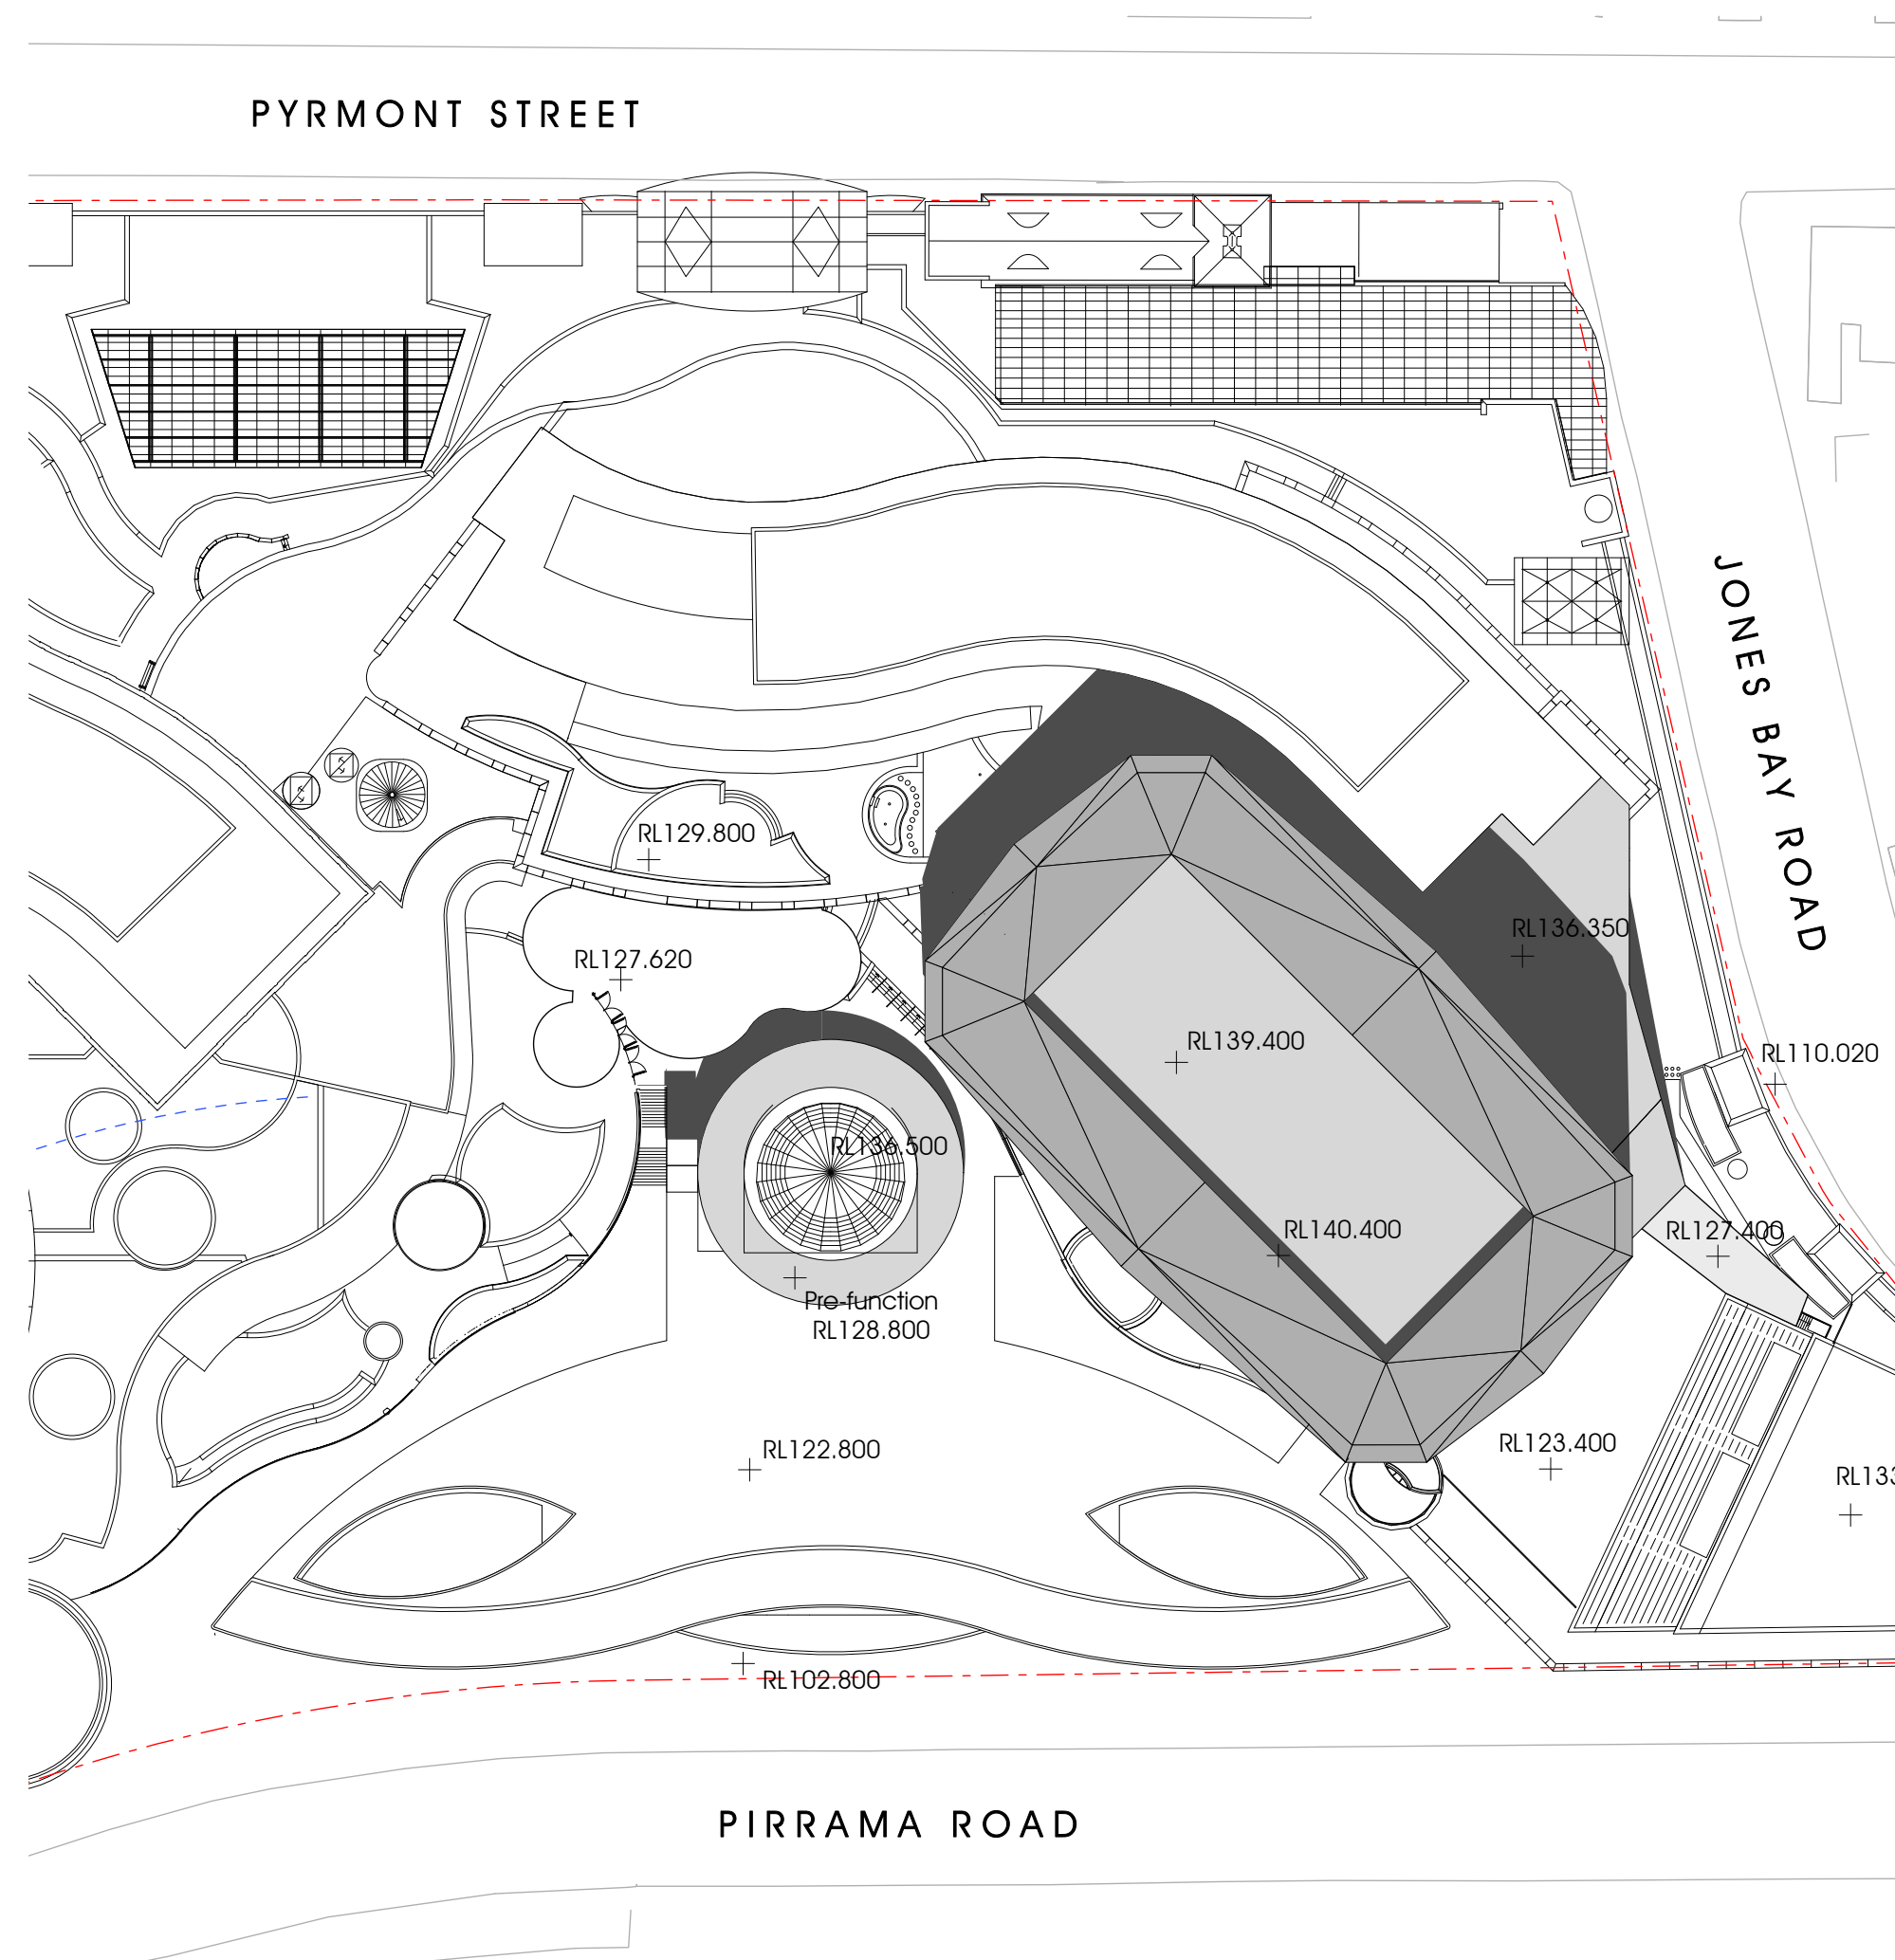 PYRMONT STREET
JONES BAY ROAD
RL129.800
RL136.350
RL127.620
RL139.400
RL110.020
RL136.500
RL140.400
RL127.400
Pre-function
RL128.800
RL122.800
RL123.400
RL133
RL102.800
PIRRAMA ROAD